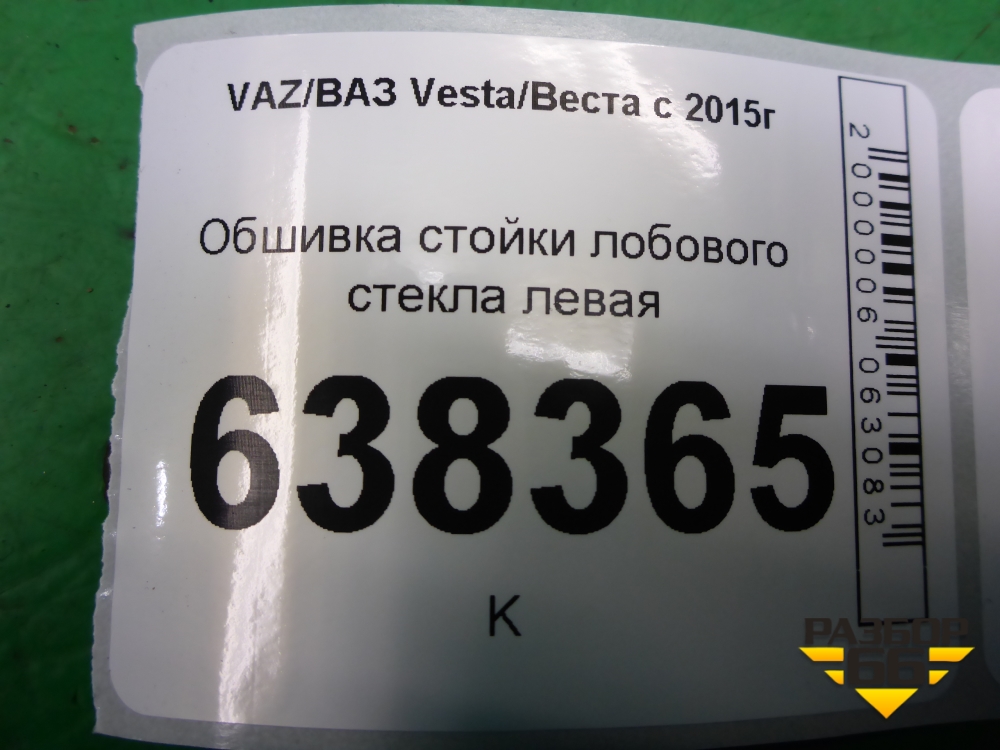 VAZ/ВАЗ Vesta/Веста с 2015г
Обшивка стойки лобового
стекла левая
638365
К
2000006063083
РАЗБОР
66